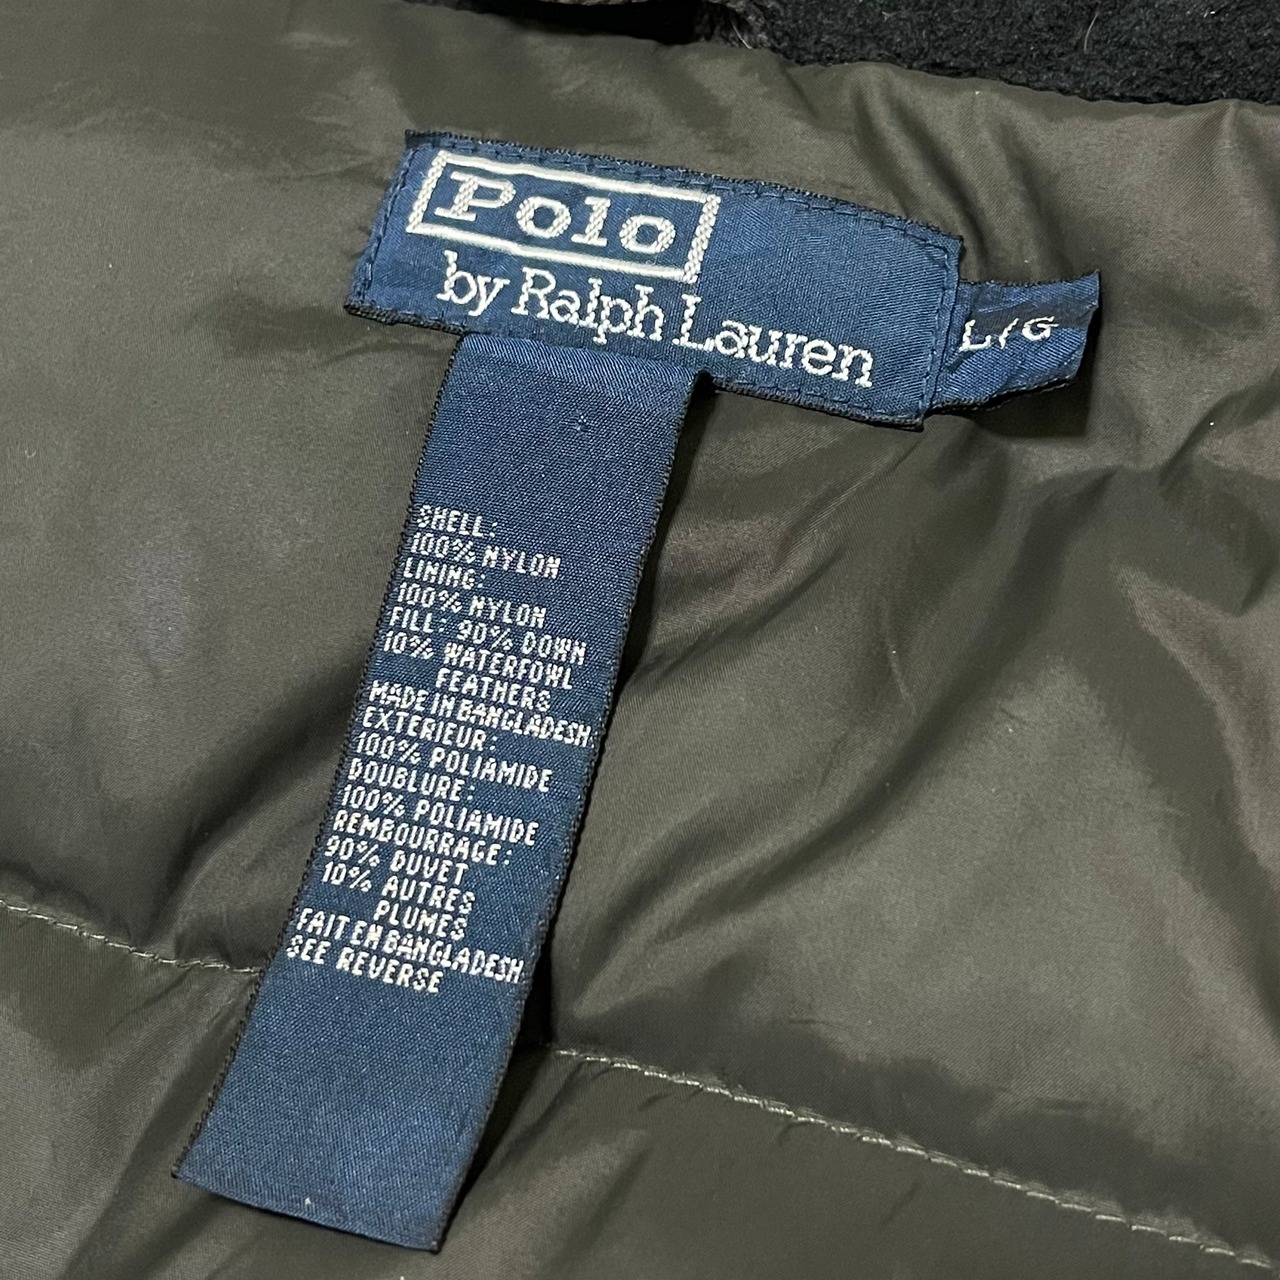 Polo
by Ralph Lauren
L/G
SHELL:
100% NYLON
LINING:
100% NYLON
FILL: 90% DOWN
10% WATERFOWL
FEATHERS
MADE IN BANGLADESH
EXTERIEUR:
100% POLIAMIDE
DOUBLURE:
100% POLIAMIDE
REMBOURRAGE:
90% DUVET
10% AUTRES
PLUMES
FAIT EN BANGLADESH
SEE REVERSE